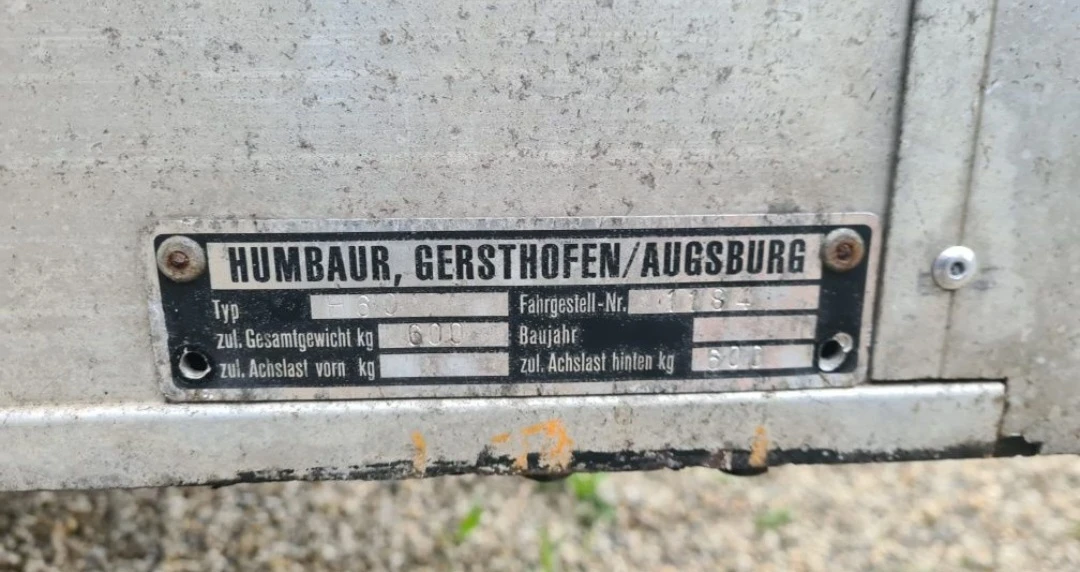 HUMBAUR, GERSTHOFEN/AUGSBURG
Typ Fahrgestell-Nr. 1184
zul. Gesamtgewicht kg 600 Baujahr
zul. Achslast vorn kg zul. Achslast hinten kg 600